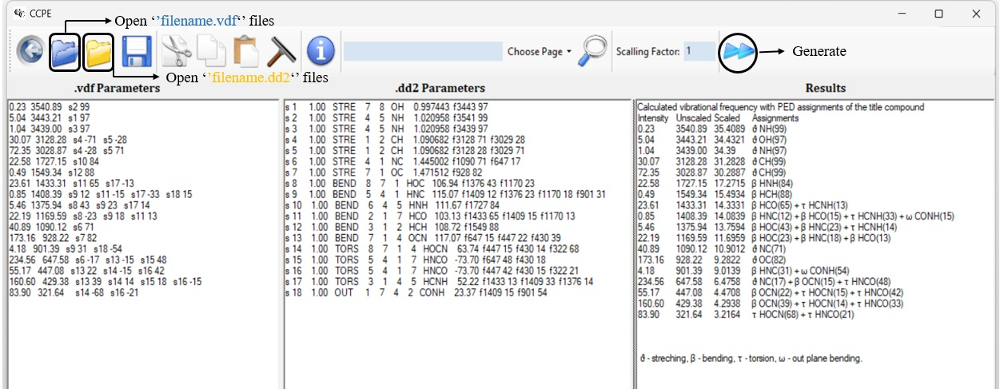 CCPE
Open ‘’filename.vdf‘’ files
Choose Page
Scalling Factor: 1
Generate
Open ‘’filename.dd2‘’ files
.vdf Parameters
0.23 3540.89 s2 99
5.04 3443.21 s1 97
1.04 3439.00 s3 97
30.07 3128.28 s4 -71 s5 -28
72.35 3028.87 s4 -28 s5 71
22.58 1727.15 s10 84
0.49 1549.34 s12 88
23.61 1433.31 s11 65 s17 -13
0.85 1408.39 s9 12 s11 -15 s17 -33 s18 15
5.46 1375.94 s8 43 s9 23 s17 14
22.19 1169.59 s8 -23 s9 18 s11 13
40.89 1090.12 s6 71
173.16 928.22 s7 82
4.18 901.39 s9 31 s18 -54
234.56 647.58 s6 -17 s13 -15 s15 48
55.17 447.08 s13 22 s14 -15 s16 42
160.60 429.38 s13 39 s14 14 s15 18 s16 -15
83.90 321.64 s14 -68 s16 -21
.dd2 Parameters
s 1 1.00 STRE 7 8 OH 0.997443 f3443 97
s 2 1.00 STRE 4 5 NH 1.020958 f3541 99
s 3 1.00 STRE 4 5 NH 1.020958 f3439 97
s 4 1.00 STRE 1 2 CH 1.090682 f3128 71 f3029 28
s 5 1.00 STRE 1 2 CH 1.090682 f3128 28 f3029 71
s 6 1.00 STRE 4 1 NC 1.445002 f1090 71 f647 17
s 7 1.00 STRE 7 1 OC 1.471512 f928 82
s 8 1.00 BEND 8 7 1 HOC 106.94 f1376 43 f1170 23
s 9 1.00 BEND 5 4 1 HNC 115.07 f1409 12 f1376 23 f1170 18 f901 31
s 10 1.00 BEND 6 4 5 HNH 111.67 f1727 84
s 11 1.00 BEND 2 1 7 HCO 103.13 f1433 65 f1409 15 f1170 13
s 12 1.00 BEND 3 1 2 HCH 108.72 f1549 88
s 13 1.00 BEND 7 1 4 OCN 117.07 f647 15 f447 22 f430 39
s 14 1.00 TORS 8 7 1 4 HOCN 63.74 f447 15 f430 14 f322 68
s 15 1.00 TORS 5 4 1 7 HNCO -73.70 f647 48 f430 18
s 16 1.00 TORS 5 4 1 7 HNCO -73.70 f447 42 f430 15 f322 21
s 17 1.00 TORS 3 1 4 5 HCNH 52.22 f1433 13 f1409 33 f1376 14
s 18 1.00 OUT 1 7 4 2 CONH 23.37 f1409 15 f901 54
Results
Calculated vibrational frequency with PED assignments of the title compound
Intensity Unscaled Scaled Assignments
0.23 3540.89 35.4089 ϑ NH(99)
5.04 3443.21 34.4321 ϑ OH(97)
1.04 3439.00 34.39 ϑ NH(97)
30.07 3128.28 31.2828 ϑ CH(99)
72.35 3028.87 30.2887 ϑ CH(99)
22.58 1727.15 17.2715 β HNH(84)
0.49 1549.34 15.4934 β HCH(88)
23.61 1433.31 14.3331 β HCO(65) + τ HCNH(13)
0.85 1408.39 14.0839 β HNC(12) + β HCO(15) + τ HCNH(33) + ω CONH(15)
5.46 1375.94 13.7594 β HOC(43) + β HNC(23) + τ HCNH(14)
22.19 1169.59 11.6959 β HOC(23) + β HNC(18) + β HCO(13)
40.89 1090.12 10.9012 ϑ NC(71)
173.16 928.22 9.2822 ϑ OC(82)
4.18 901.39 9.0139 β HNC(31) + ω CONH(54)
234.56 647.58 6.4758 ϑ NC(17) + β OCN(15) + τ HNCO(48)
55.17 447.08 4.4708 β OCN(22) + τ HOCN(15) + τ HNCO(42)
160.60 429.38 4.2938 β OCN(39) + τ HOCN(14) + τ HNCO(33)
83.90 321.64 3.2164 τ HOCN(68) + τ HNCO(21)
ϑ - streching, β - bending, τ - torsion, ω - out plane bending.